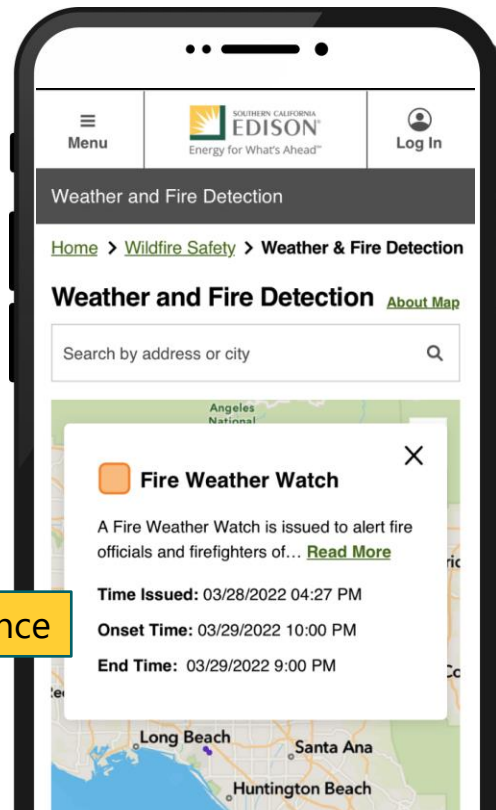 Menu
SOUTHERN CALIFORNIA
EDISON®
Energy for What's Ahead℠
Log In
Weather and Fire Detection
Home > Wildfire Safety > Weather & Fire Detection
Weather and Fire Detection About Map
Search by address or city
Angeles
National
Fire Weather Watch
A Fire Weather Watch is issued to alert fire
officials and firefighters of… Read More
Time Issued: 03/28/2022 04:27 PM
Onset Time: 03/29/2022 10:00 PM
End Time: 03/29/2022 9:00 PM
Long Beach
Santa Ana
Huntington Beach